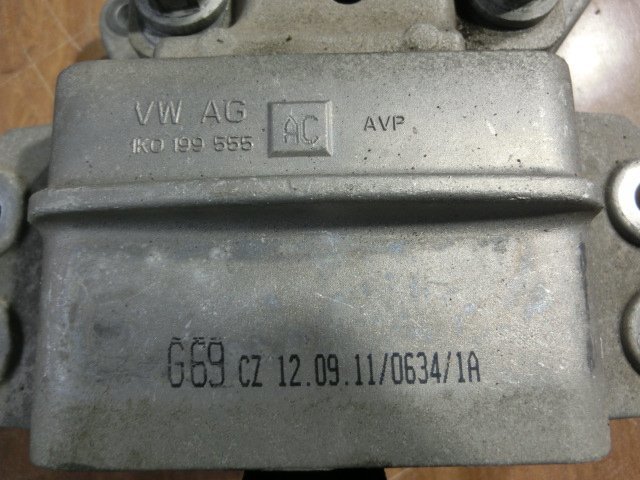 VW AG AC AVP
1K0 199 555
G69 CZ 12.09.11/0634/1A